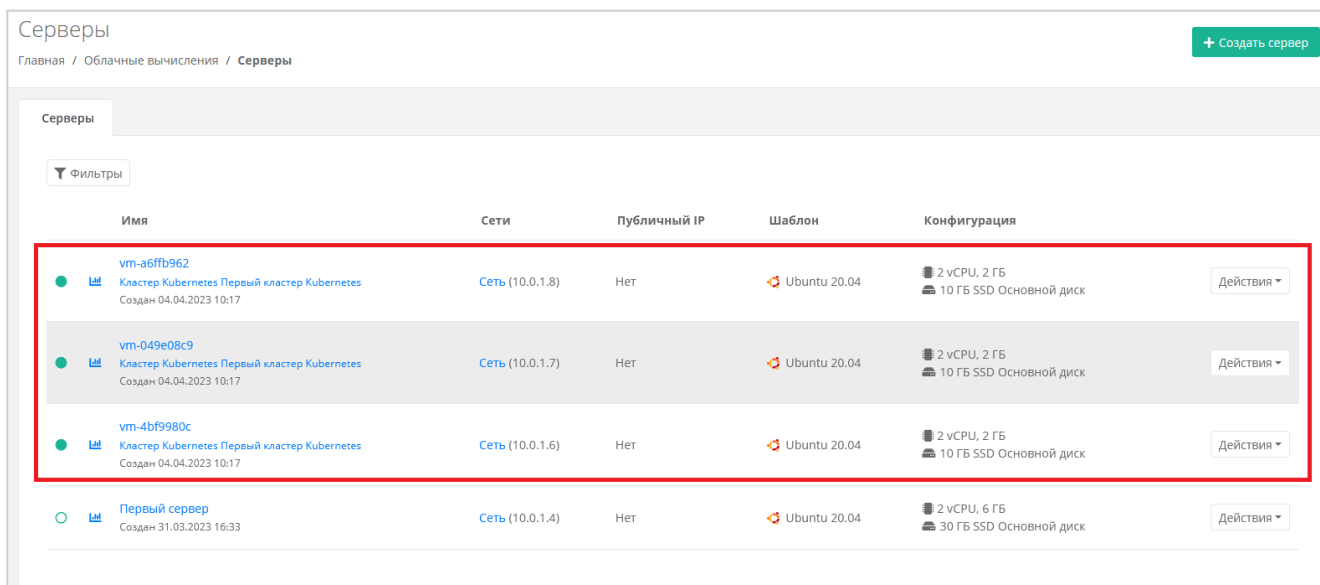 Серверы
+ Создать сервер
Главная / Облачные вычисления / Серверы
Серверы
Фильтры
Имя Сети Публичный IP Шаблон Конфигурация
vm-a6ffb962
Кластер Kubernetes Первый кластер Kubernetes
Создан 04.04.2023 10:17
Сеть (10.0.1.8)
Нет
Ubuntu 20.04
2 vCPU, 2 ГБ
10 ГБ SSD Основной диск
Действия
vm-049e08c9
Кластер Kubernetes Первый кластер Kubernetes
Создан 04.04.2023 10:17
Сеть (10.0.1.7)
Нет
Ubuntu 20.04
2 vCPU, 2 ГБ
10 ГБ SSD Основной диск
Действия
vm-4bf9980c
Кластер Kubernetes Первый кластер Kubernetes
Создан 04.04.2023 10:17
Сеть (10.0.1.6)
Нет
Ubuntu 20.04
2 vCPU, 2 ГБ
10 ГБ SSD Основной диск
Действия
Первый сервер
Создан 31.03.2023 16:33
Сеть (10.0.1.4)
Нет
Ubuntu 20.04
2 vCPU, 6 ГБ
30 ГБ SSD Основной диск
Действия